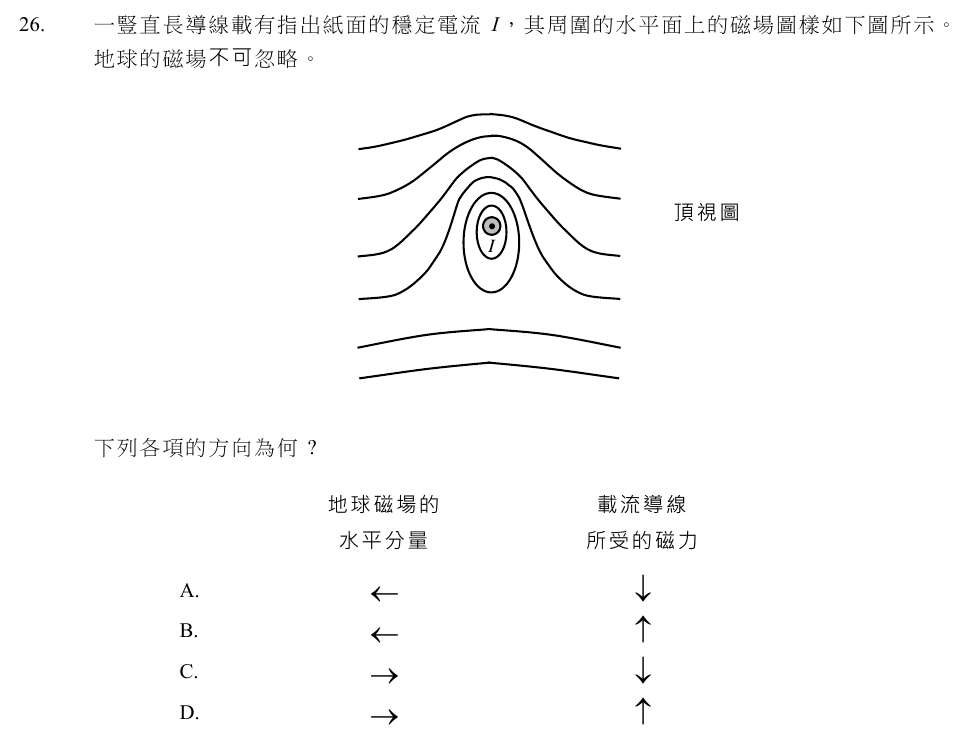 26. 一豎直長導線載有指出紙面的穩定電流 I，其周圍的水平面上的磁場圖樣如下圖所示。
地球的磁場不可忽略。
頂視圖
I
下列各項的方向為何？
地球磁場的 載流導線
水平分量 所受的磁力
A. ← ↓
B. ← ↑
C. → ↓
D. → ↑